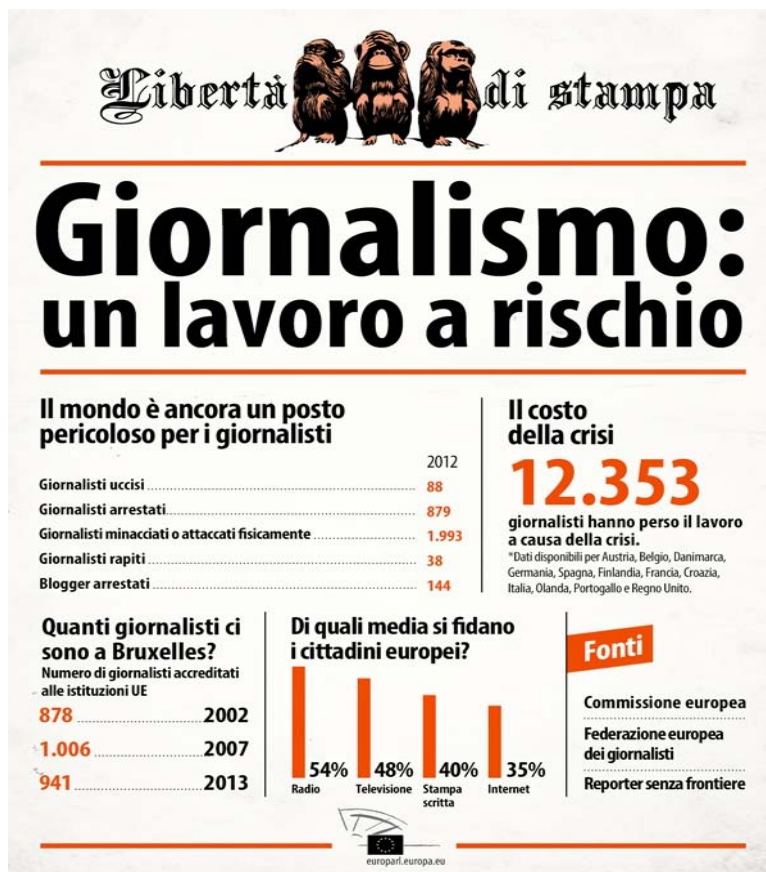 Libertà di stampa
Giornalismo:
un lavoro a rischio
Il mondo è ancora un posto
pericoloso per i giornalisti
2012
Giornalisti uccisi 88
Giornalisti arrestati 879
Giornalisti minacciati o attaccati fisicamente 1.993
Giornalisti rapiti 38
Blogger arrestati 144
Il costo
della crisi
12.353
giornalisti hanno perso il lavoro
a causa della crisi.
*Dati disponibili per Austria, Belgio, Danimarca,
Germania, Spagna, Finlandia, Francia, Croazia,
Italia, Olanda, Portogallo e Regno Unito.
Quanti giornalisti ci
sono a Bruxelles?
Numero di giornalisti accreditati
alle istituzioni UE
878 2002
1.006 2007
941 2013
Di quali media si fidano
i cittadini europei?
54% 48% 40% 35%
Radio Televisione Stampa Internet
scritta
Fonti
Commissione europea
Federazione europea
dei giornalisti
Reporter senza frontiere
europarl.europa.eu